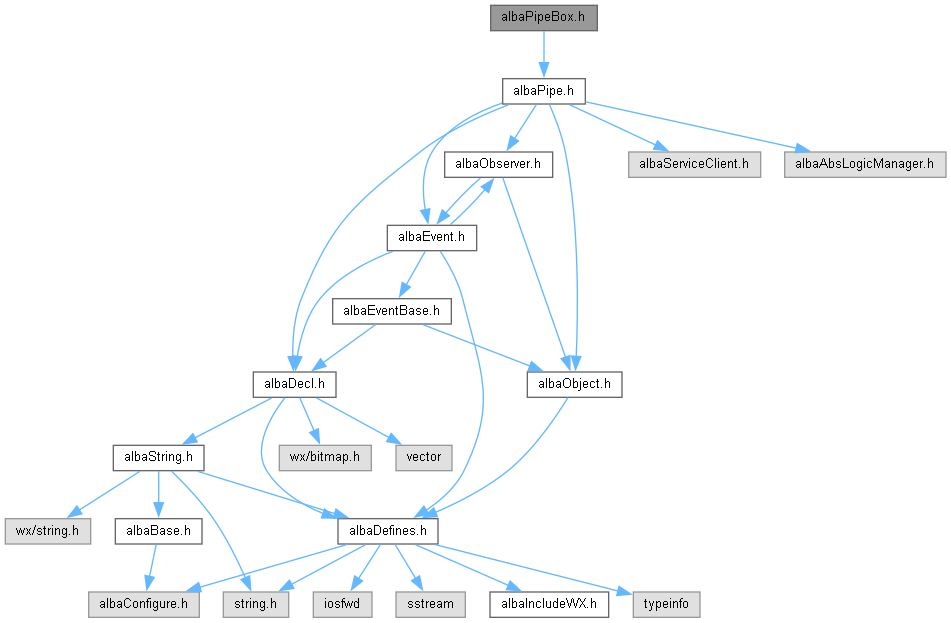 albaPipeBox.h
albaPipe.h
albaObserver.h
albaServiceClient.h
albaAbsLogicManager.h
albaEvent.h
albaEventBase.h
albaDecl.h
albaObject.h
albaString.h
wx/bitmap.h
vector
wx/string.h
albaBase.h
albaDefines.h
albaConfigure.h
string.h
iosfwd
sstream
albaIncludeWX.h
typeinfo